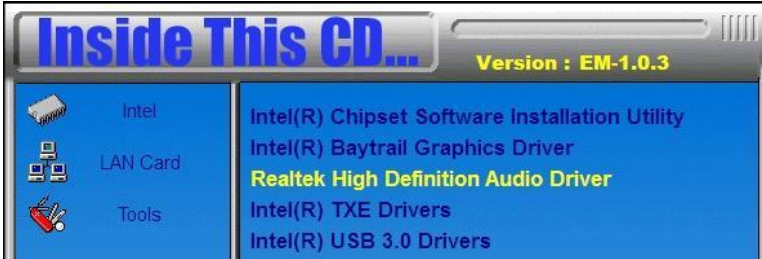 Inside This CD...
Version : EM-1.0.3
Intel
LAN Card
Tools
Intel(R) Chipset Software Installation Utility
Intel(R) Baytrail Graphics Driver
Realtek High Definition Audio Driver
Intel(R) TXE Drivers
Intel(R) USB 3.0 Drivers